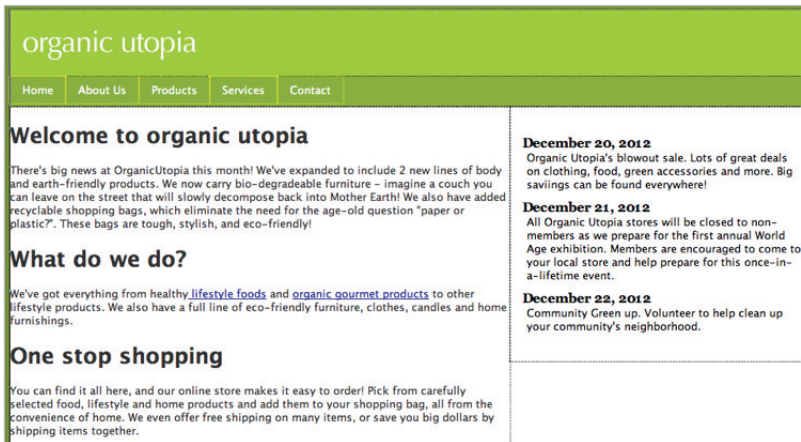 organic utopia
Home About Us Products Services Contact
Welcome to organic utopia
There's big news at OrganicUtopia this month! We've expanded to include 2 new lines of body
and earth-friendly products. We now carry bio-degradeable furniture - imagine a couch you
can leave on the street that will slowly decompose back into Mother Earth! We also have added
recyclable shopping bags, which eliminate the need for the age-old question "paper or
plastic?". These bags are tough, stylish, and eco-friendly!
What do we do?
We've got everything from healthy lifestyle foods and organic gourmet products to other
lifestyle products. We also have a full line of eco-friendly furniture, clothes, candles and home
furnishings.
One stop shopping
You can find it all here, and our online store makes it easy to order! Pick from carefully
selected food, lifestyle and home products and add them to your shopping bag, all from the
convenience of home. We even offer free shipping on many items, or save you big dollars by
shipping items together.
December 20, 2012
Organic Utopia's blowout sale. Lots of great deals
on clothing, food, green accessories and more. Big
saviings can be found everywhere!
December 21, 2012
All Organic Utopia stores will be closed to non-
members as we prepare for the first annual World
Age exhibition. Members are encouraged to come to
your local store and help prepare for this once-in-
a-lifetime event.
December 22, 2012
Community Green up. Volunteer to help clean up
your community's neighborhood.